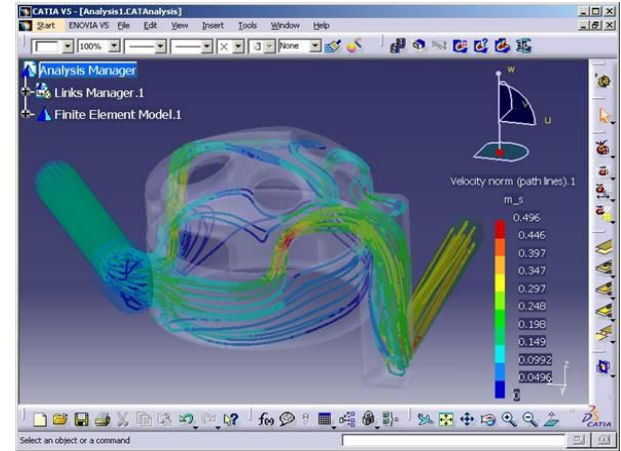 CATIA V5 - [Analysis1.CATAnalysis]
Start ENOVIA V5 File Edit View Insert Tools Window Help
100% None
Analysis Manager
Links Manager.1
Finite Element Model.1
w
v
u
Velocity norm (path lines).1
m_s
0.496
0.446
0.397
0.347
0.297
0.248
0.198
0.149
0.0992
0.0496
0
z
f(x)
CATIA
Select an object or a command